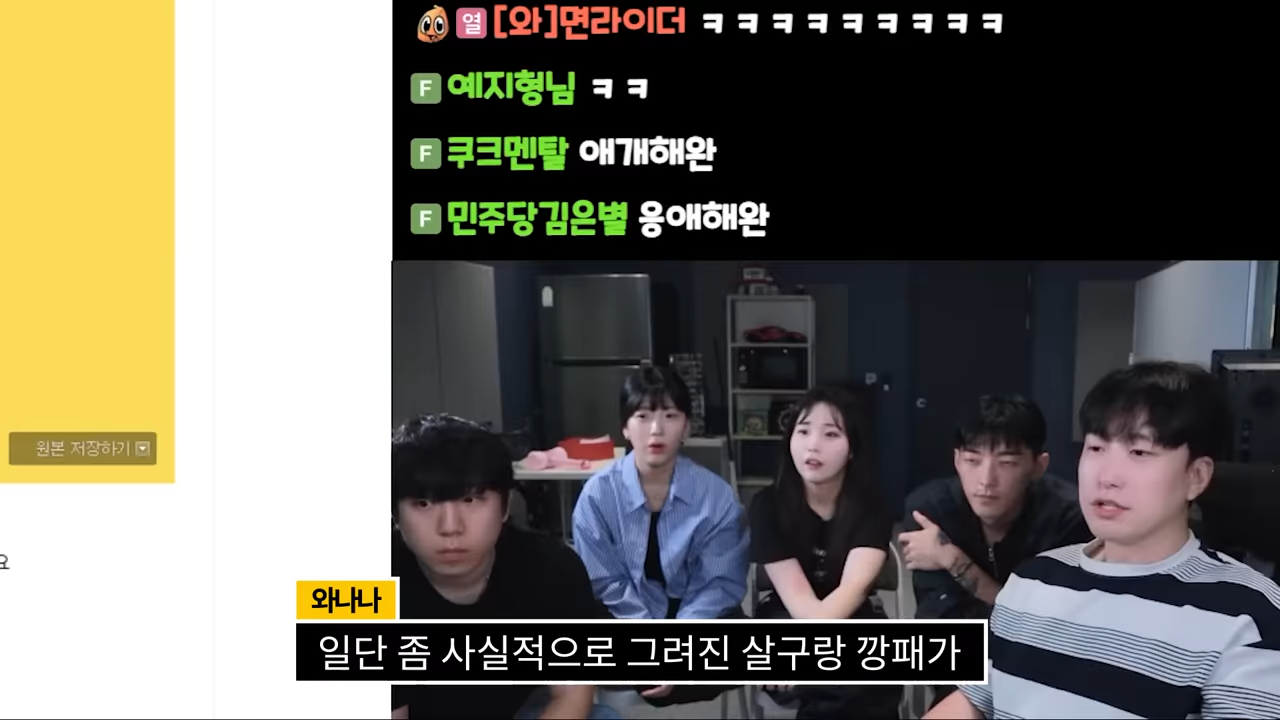 열 [와]면라이더 ㅋㅋㅋㅋㅋㅋㅋㅋㅋ
F 예지형님 ㅋㅋ
F 쿠크멘탈 애개해완
F 민주당김은별 응애해완
원본 저장하기
요
와나나
일단 좀 사실적으로 그려진 살구랑 깡패가